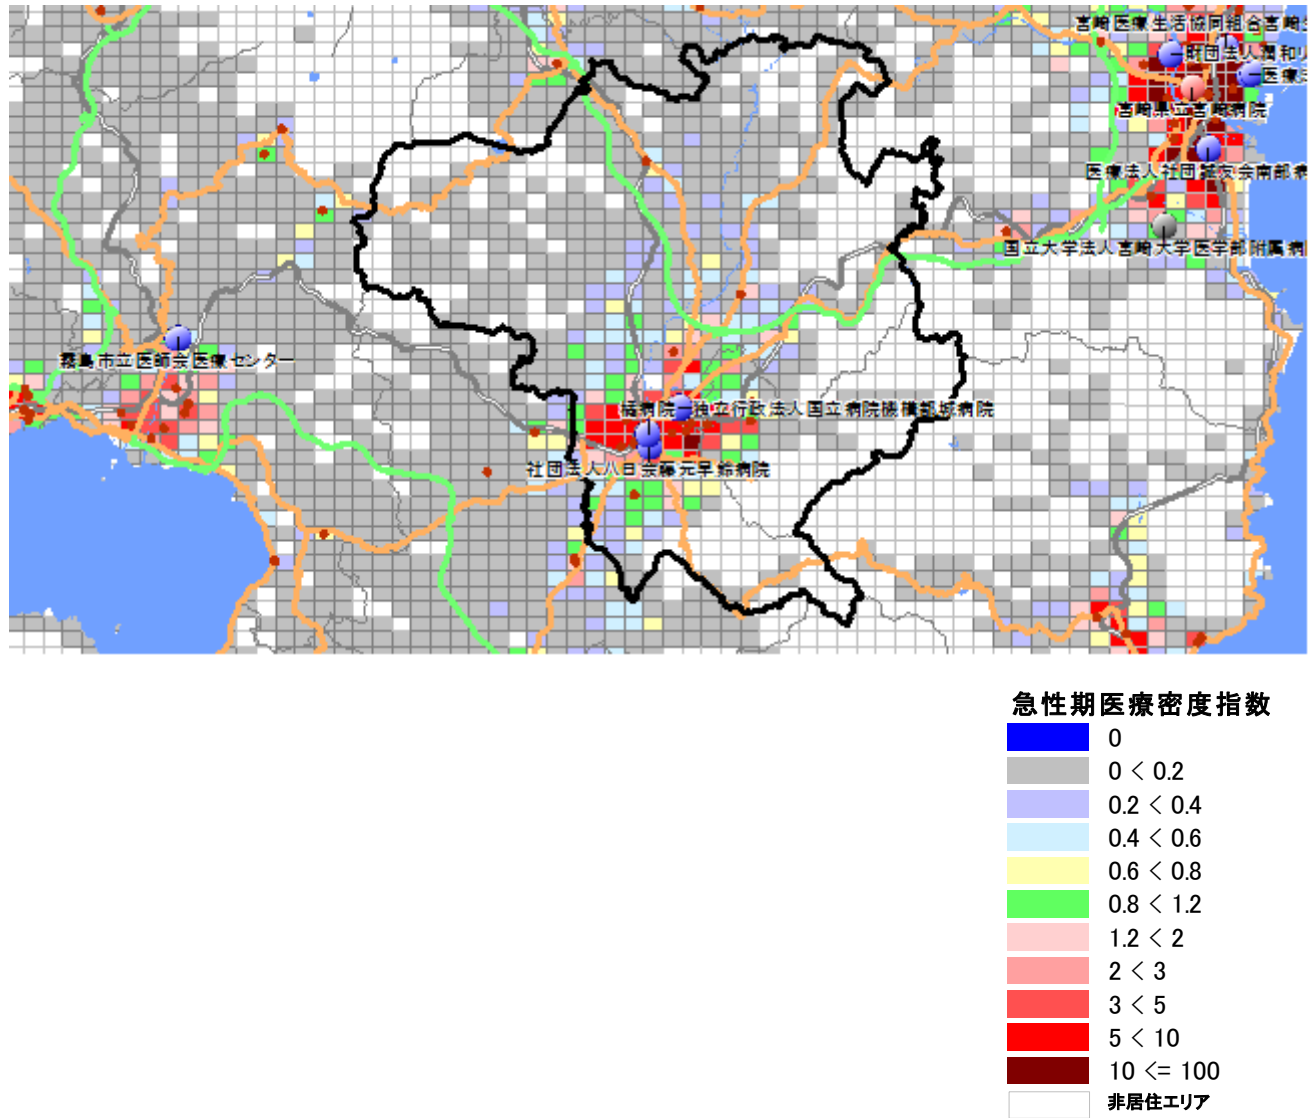 宮崎医療生活協同組合宮崎
財団法人潤和リ
医療法
宮崎県立宮崎病院
医療法人社団誠友会南部病
国立大学法人宮崎大学医学部附属病
霧島市立医師会医療センター
橘病院
独立行政法人国立病院機構都城病院
社団法人八日会藤元早鈴病院
急性期医療密度指数
0
0 < 0.2
0.2 < 0.4
0.4 < 0.6
0.6 < 0.8
0.8 < 1.2
1.2 < 2
2 < 3
3 < 5
5 < 10
10 <= 100
非居住エリア